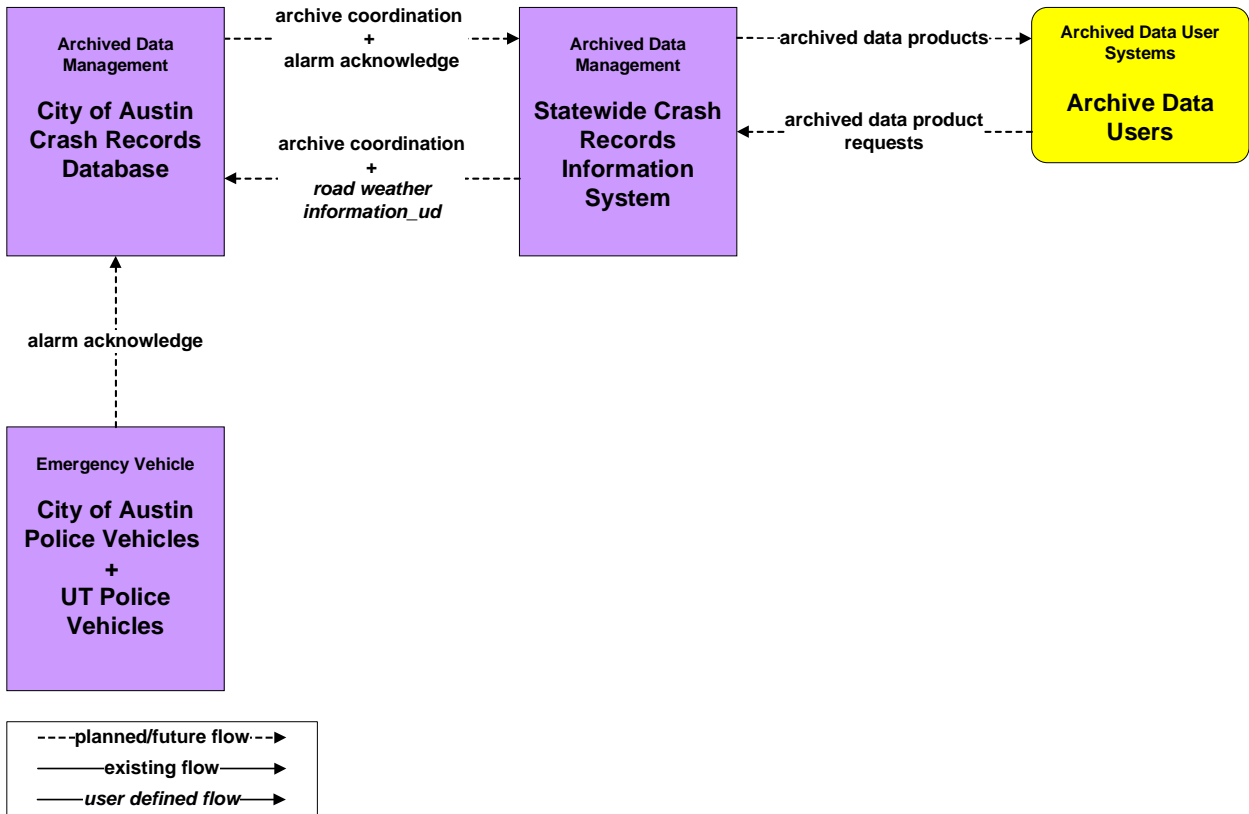 Archived Data
Management
City of Austin
Crash Records
Database
archive coordination
+
alarm acknowledge
archive coordination
+
road weather
information_ud
Archived Data
Management
Statewide Crash
Records
Information
System
archived data products
archived data product
requests
Archived Data User
Systems
Archive Data
Users
alarm acknowledge
Emergency Vehicle
City of Austin
Police Vehicles
+
UT Police
Vehicles
planned/future flow
existing flow
user defined flow